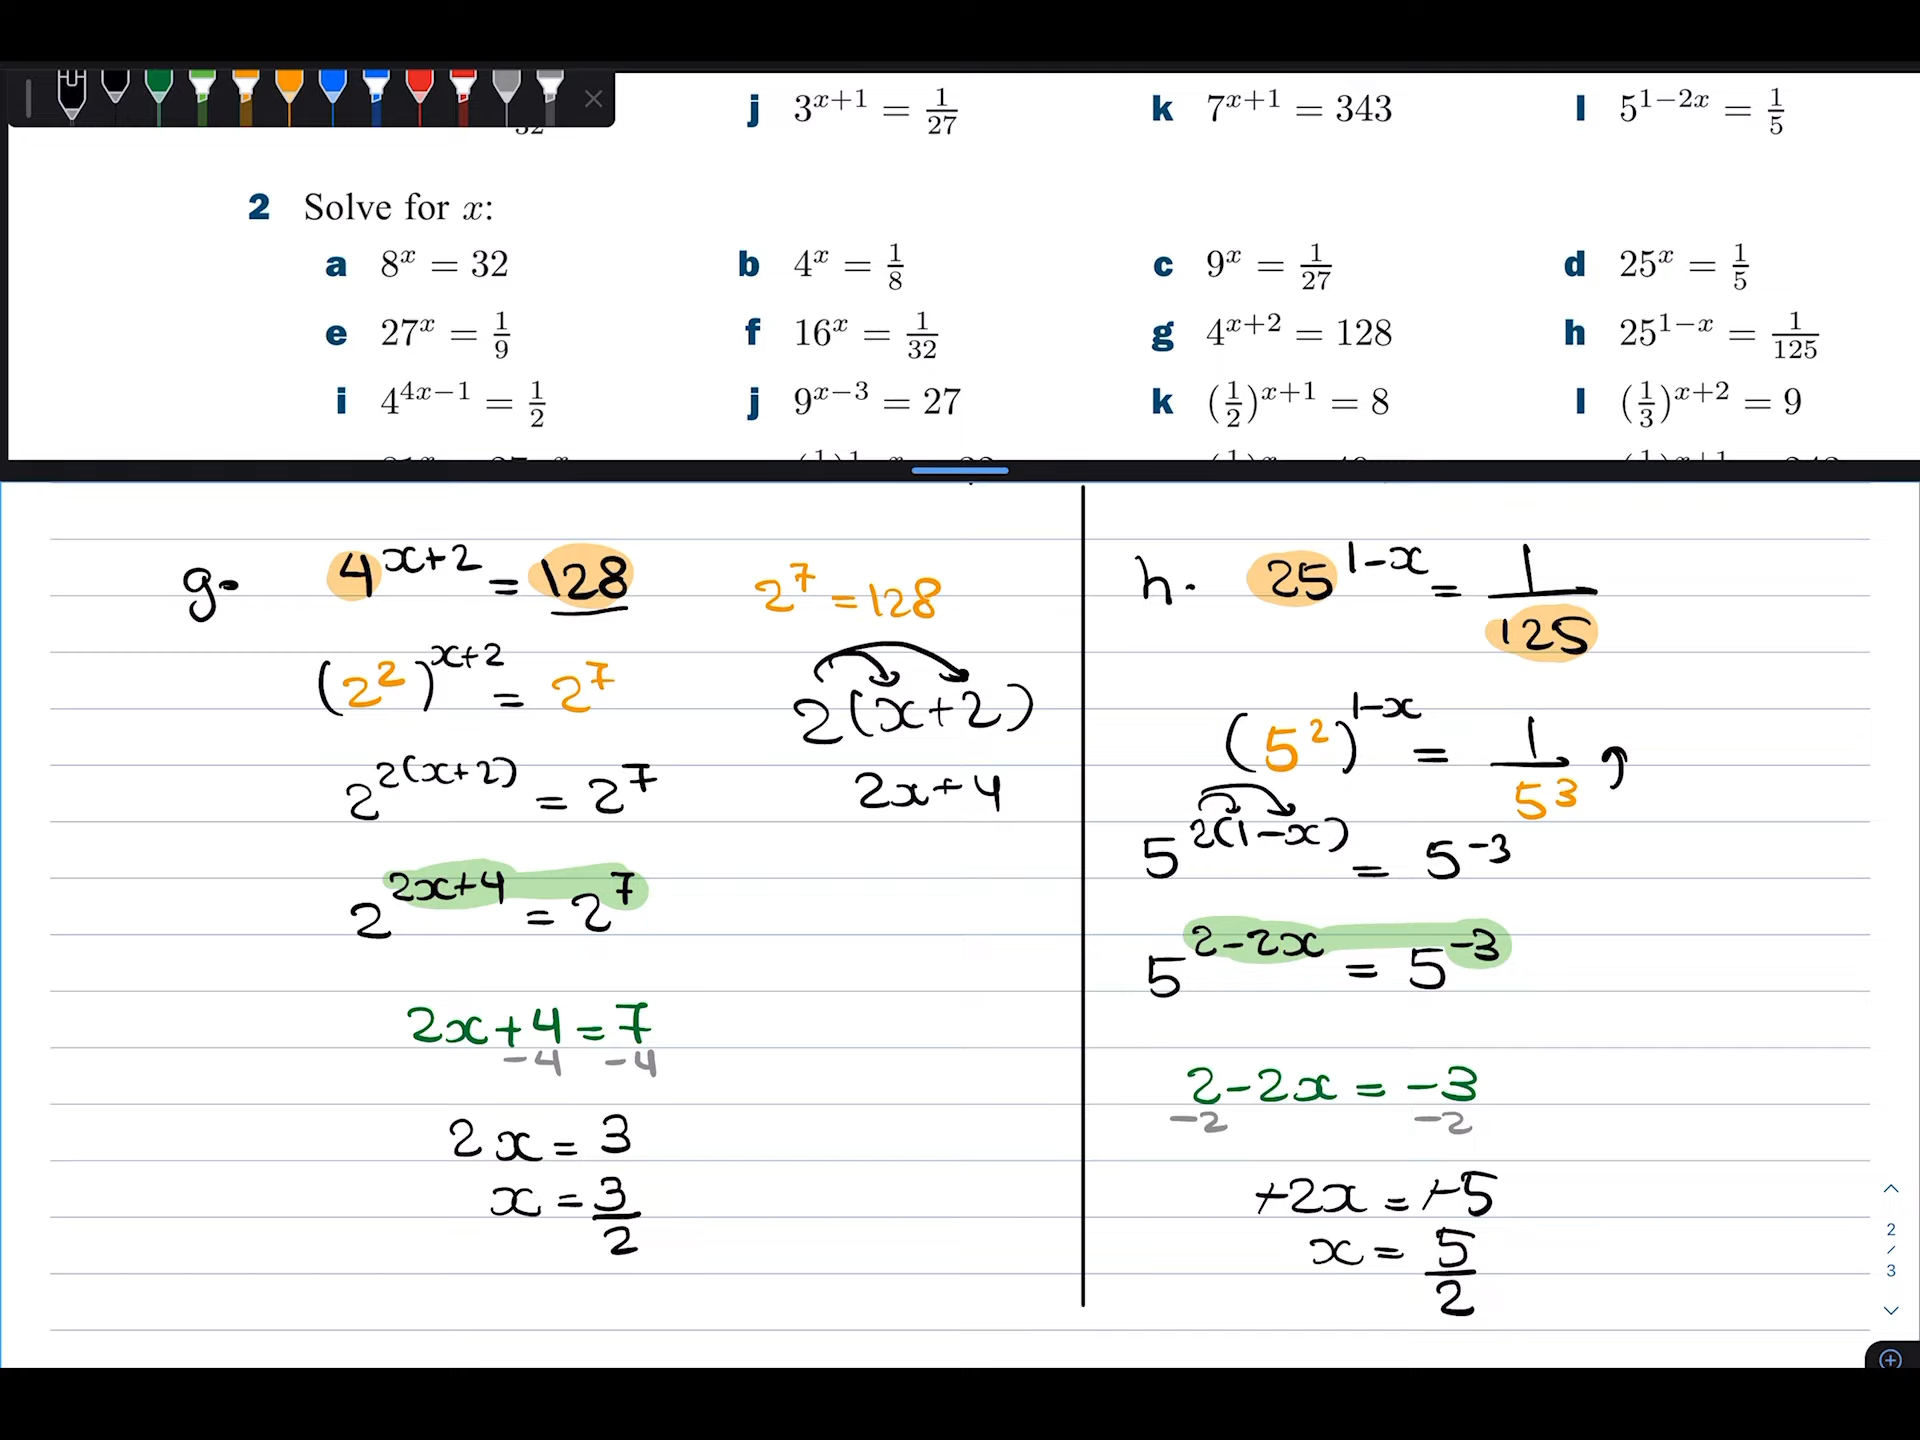 j 3^{x+1} = 1/27 k 7^{x+1} = 343 l 5^{1-2x} = 1/5
32
2 Solve for x:
a 8^x = 32 b 4^x = 1/8 c 9^x = 1/27 d 25^x = 1/5
e 27^x = 1/9 f 16^x = 1/32 g 4^{x+2} = 128 h 25^{1-x} = 1/125
i 4^{4x-1} = 1/2 j 9^{x-3} = 27 k (1/2)^{x+1} = 8 l (1/3)^{x+2} = 9
g. 4^{x+2} = 128 2^7 = 128
(2^2)^{x+2} = 2^7 2(x+2)
2^{2(x+2)} = 2^7 2x+4
2^{2x+4} = 2^7
2x+4 = 7
-4 -4
2x = 3
x = 3/2
h. 25^{1-x} = 1/125
(5^2)^{1-x} = 1/5^3
5^{2(1-x)} = 5^{-3}
5^{2-2x} = 5^{-3}
2-2x = -3
-2 -2
-2x = -5
x = 5/2
2
/
3